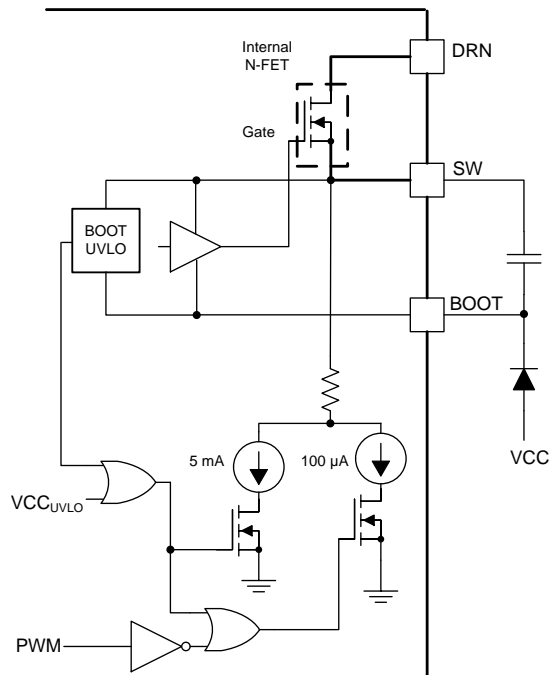 Internal
N-FET
DRN
Gate
SW
BOOT
UVLO
BOOT
5 mA
100 µA
VCC
VCCUVLO
PWM